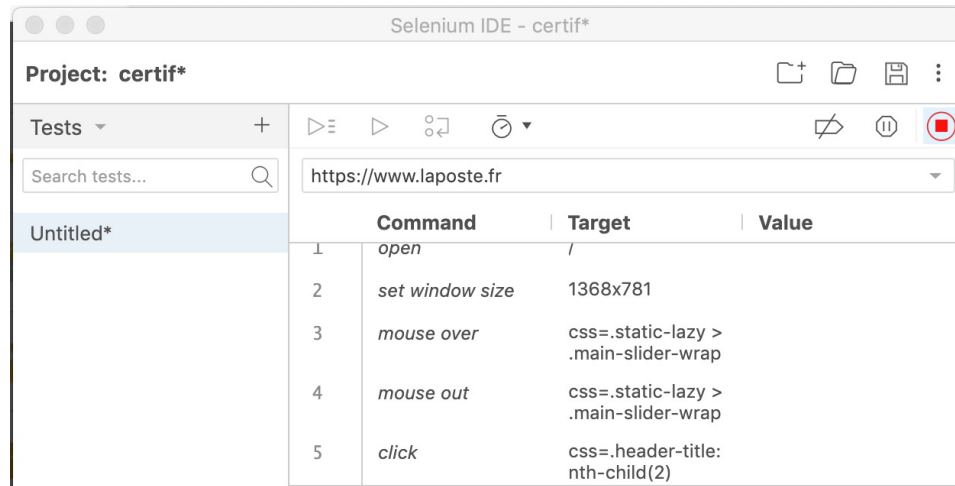 Selenium IDE - certif*
Project: certif*
Tests
Search tests...
Untitled*
https://www.laposte.fr
Command Target Value
1 open /
2 set window size 1368x781
3 mouse over css=.static-lazy >
.main-slider-wrap
4 mouse out css=.static-lazy >
.main-slider-wrap
5 click css=.header-title:
nth-child(2)